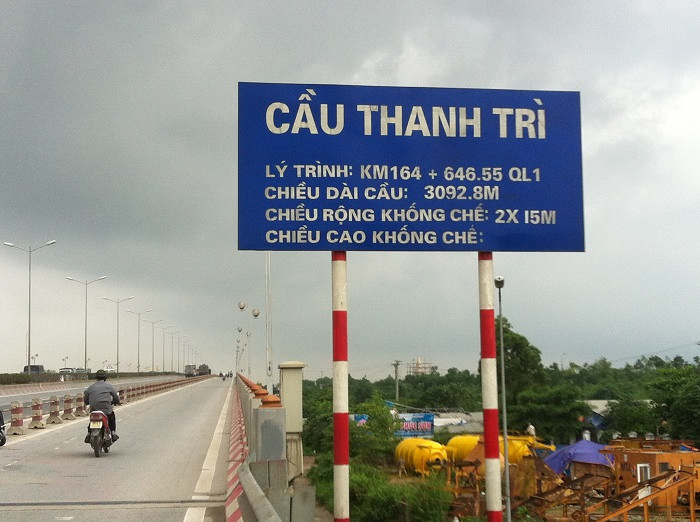 CẦU THANH TRÌ
LÝ TRÌNH: KM164 + 646.55 QL1
CHIỀU DÀI CẦU: 3092.8M
CHIỀU RỘNG KHỐNG CHẾ: 2X 15M
CHIỀU CAO KHỐNG CHẾ: